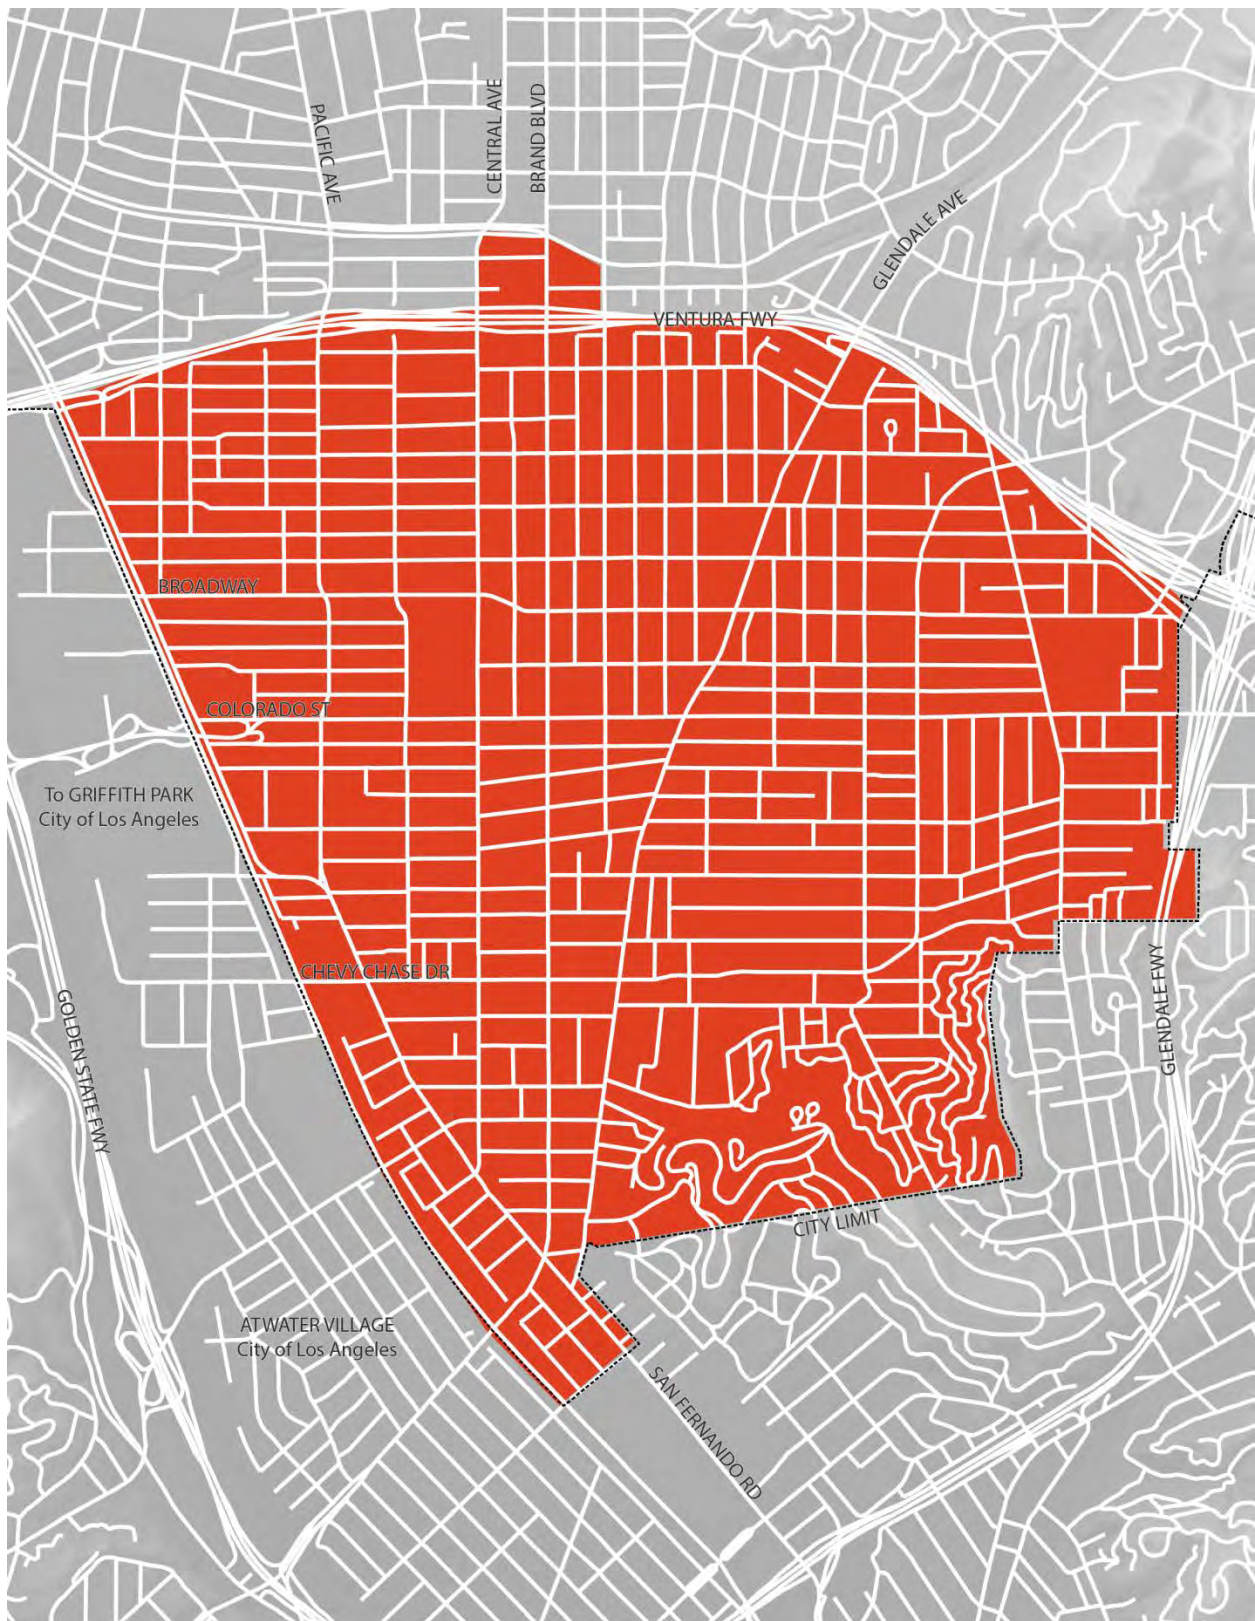 CENTRAL AVE
BRAND BLVD
PACIFIC AVE
GLENDALE AVE
VENTURA FWY
BROADWAY
COLORADO ST
To GRIFFITH PARK
City of Los Angeles
CHEVY CHASE DR
GOLDEN STATE FWY
GLENDALE FWY
CITY LIMIT
ATWATER VILLAGE
City of Los Angeles
SAN FERNANDO RD